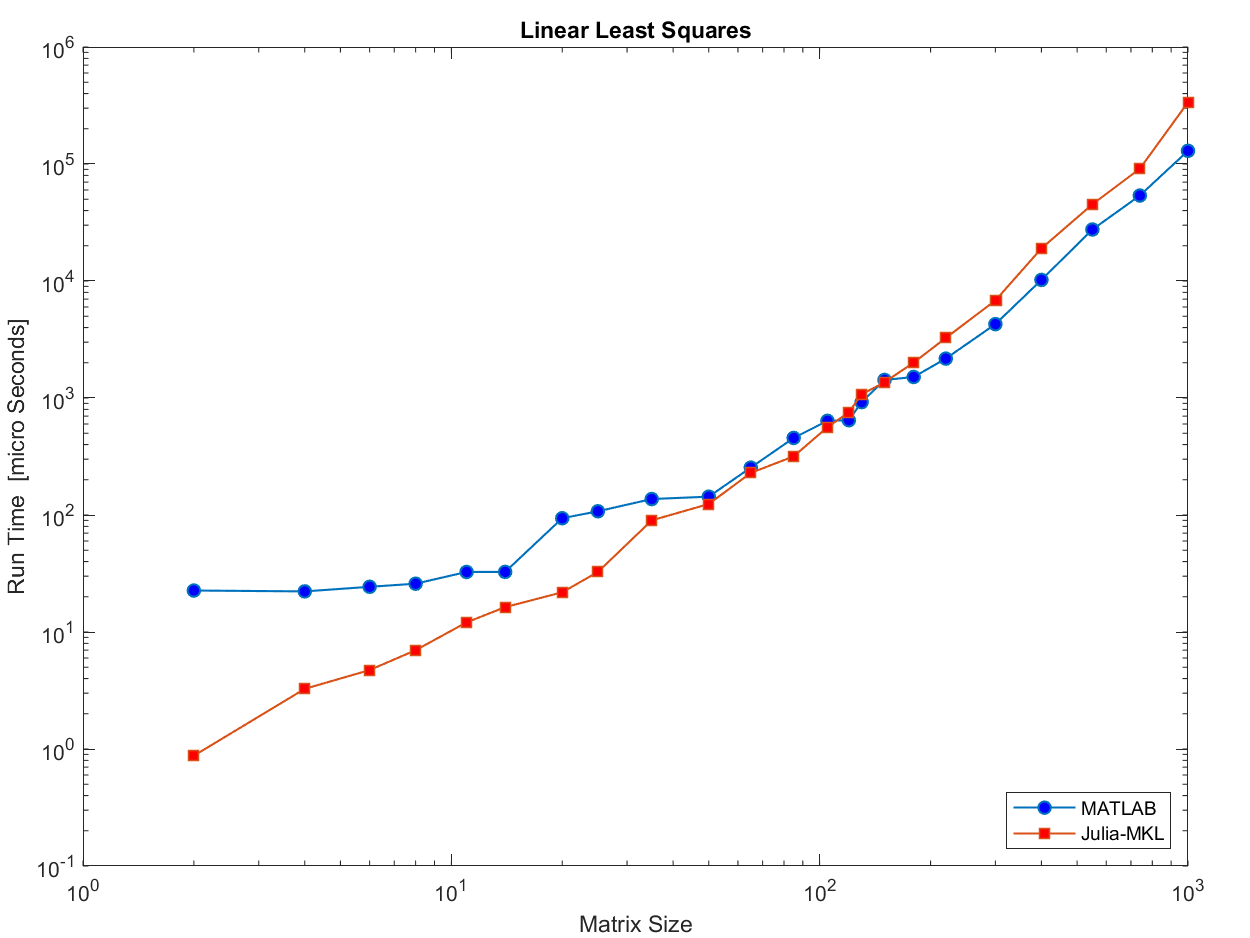 Linear Least Squares
Run Time [micro Seconds]
10^6
10^5
10^4
10^3
10^2
10^1
10^0
10^-1
10^0 10^1 10^2 10^3
Matrix Size
MATLAB
Julia-MKL